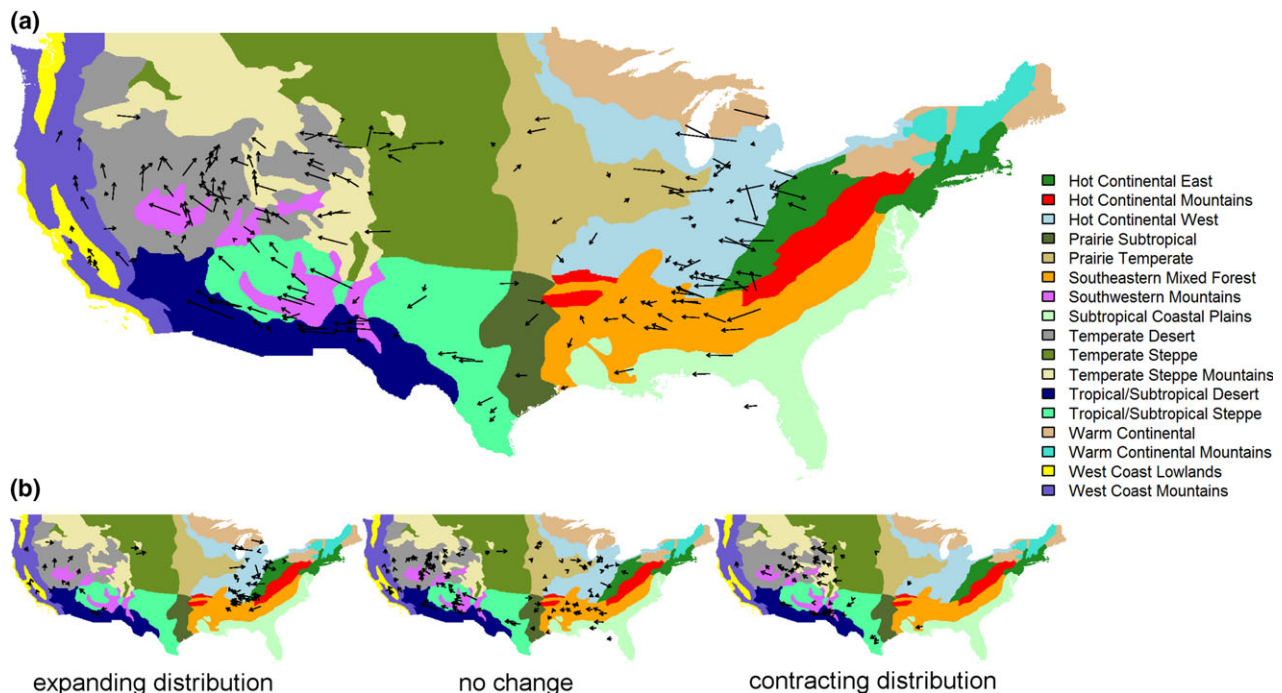 (a)
Hot Continental East
Hot Continental Mountains
Hot Continental West
Prairie Subtropical
Prairie Temperate
Southeastern Mixed Forest
Southwestern Mountains
Subtropical Coastal Plains
Temperate Desert
Temperate Steppe
Temperate Steppe Mountains
Tropical/Subtropical Desert
Tropical/Subtropical Steppe
Warm Continental
Warm Continental Mountains
West Coast Lowlands
West Coast Mountains
(b)
expanding distribution
no change
contracting distribution